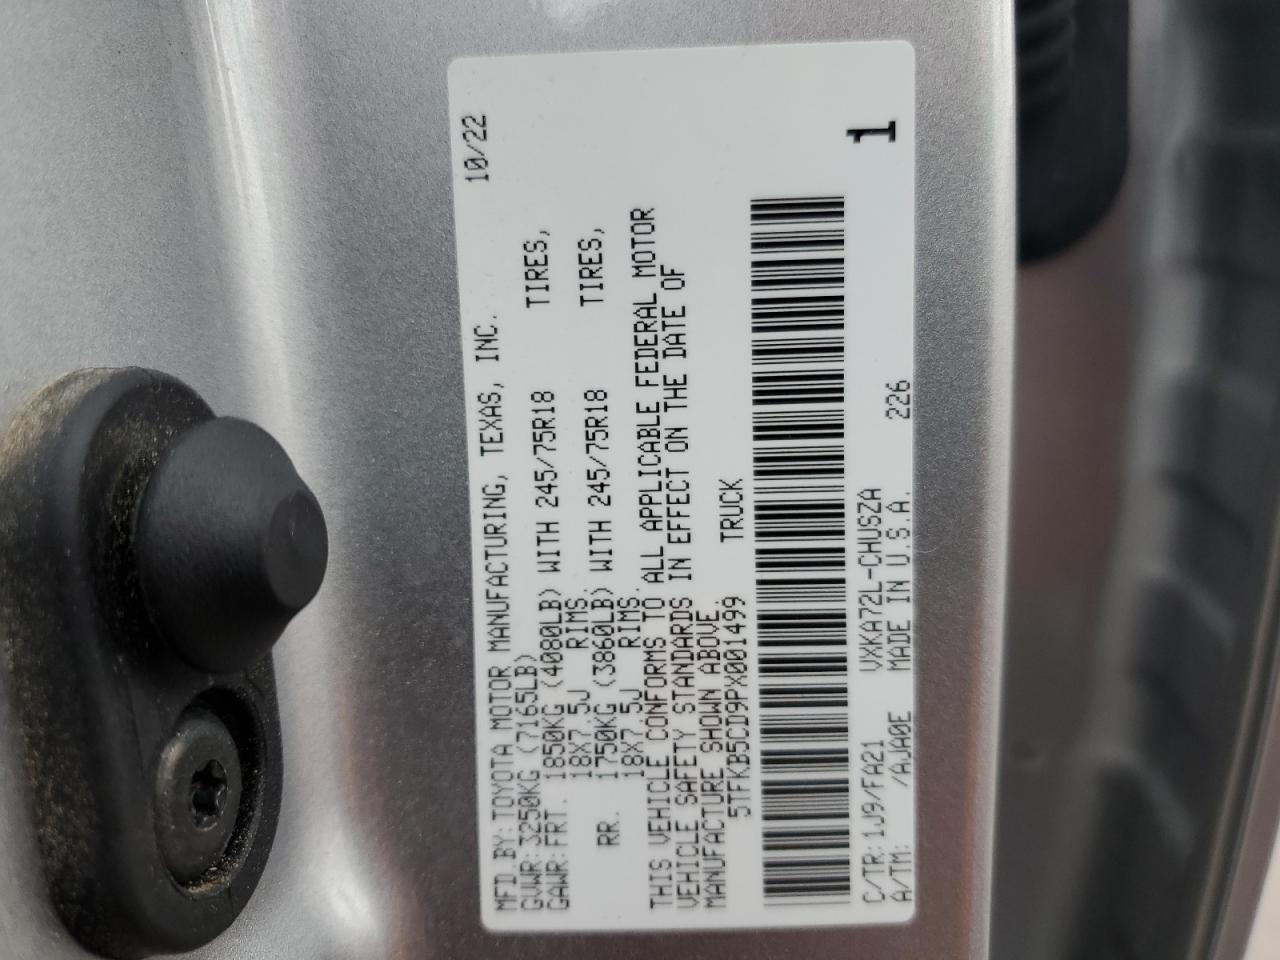 MFD.BY:TOYOTA MOTOR MANUFACTURING, TEXAS, INC. 10/22
GVWR:3250KG (7165LB)
GAWR:FRT. 1850KG (4080LB) WITH 245/75R18 TIRES,
18X7.5J RIMS.
RR. 1750KG (3860LB) WITH 245/75R18 TIRES,
18X7.5J RIMS.
THIS VEHICLE CONFORMS TO ALL APPLICABLE FEDERAL MOTOR
VEHICLE SAFETY STANDARDS IN EFFECT ON THE DATE OF
MANUFACTURE SHOWN ABOVE.
5TFKB5CD9PX001499 TRUCK
1
C/TR:1J9/FA21 VXKA72L-CHUSZA
A/TM: /AJA0E MADE IN U.S.A. 226